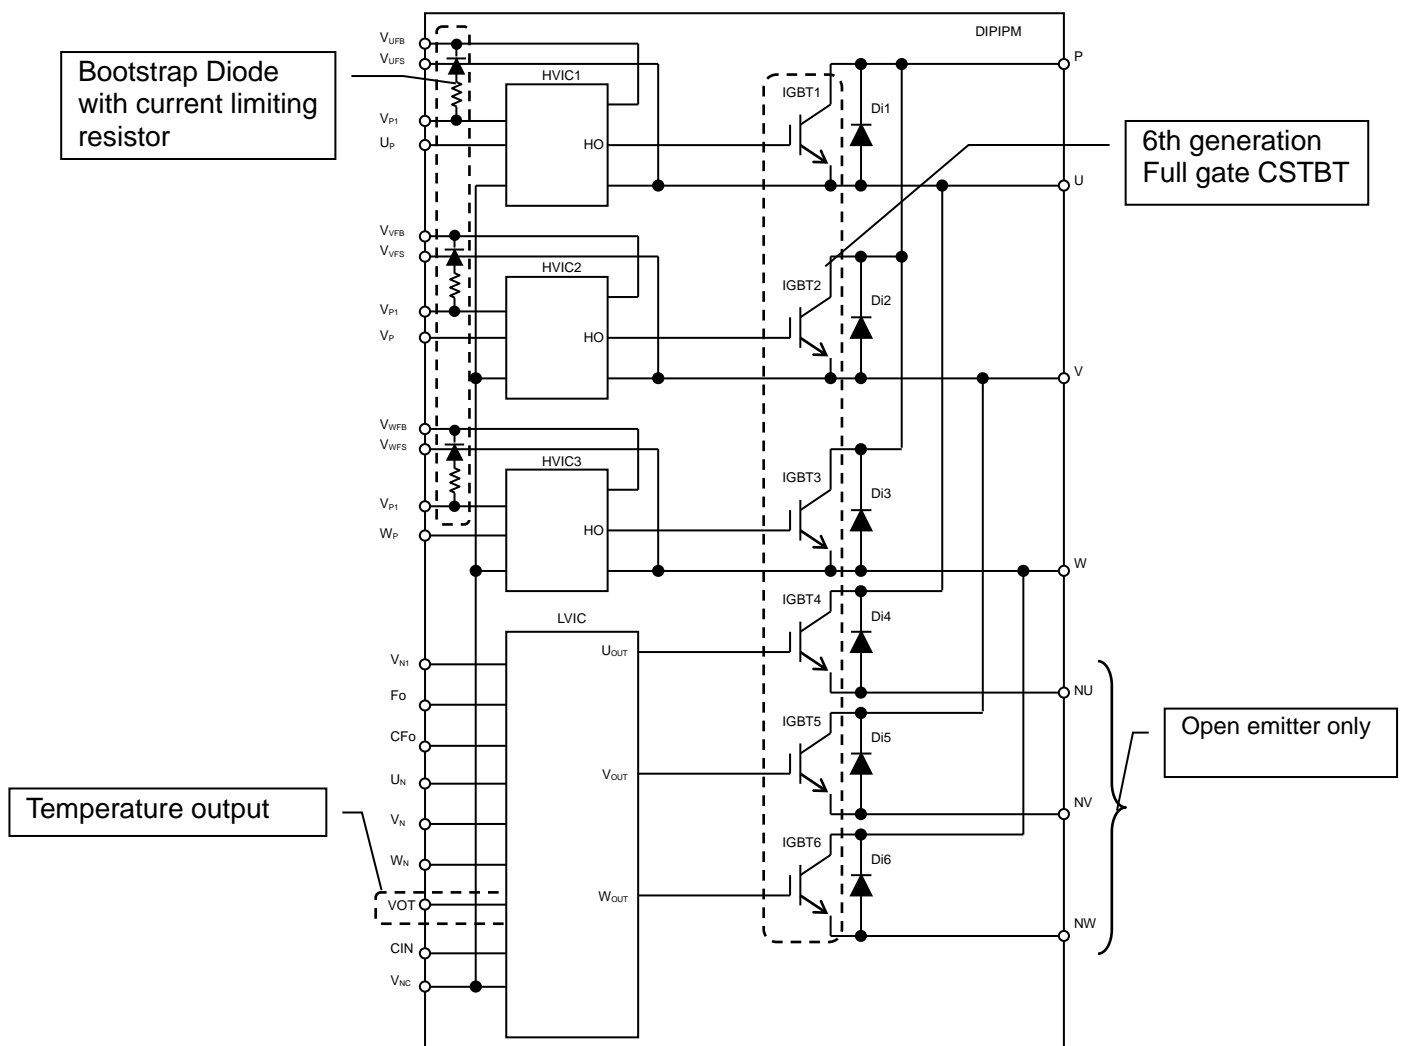 DIPIPM
Bootstrap Diode
with current limiting
resistor
VUFB
VUFS
VP1
UP
HVIC1
HO
IGBT1
Di1
P
U
6th generation
Full gate CSTBT
VVFB
VVFS
VP1
VP
HVIC2
HO
IGBT2
Di2
V
VWFB
VWFS
VP1
WP
HVIC3
HO
IGBT3
Di3
W
LVIC
UOUT
VOUT
WOUT
IGBT4
Di4
NU
IGBT5
Di5
NV
IGBT6
Di6
NW
Open emitter only
VN1
Fo
CFo
UN
VN
WN
Temperature output
VOT
CIN
VNC